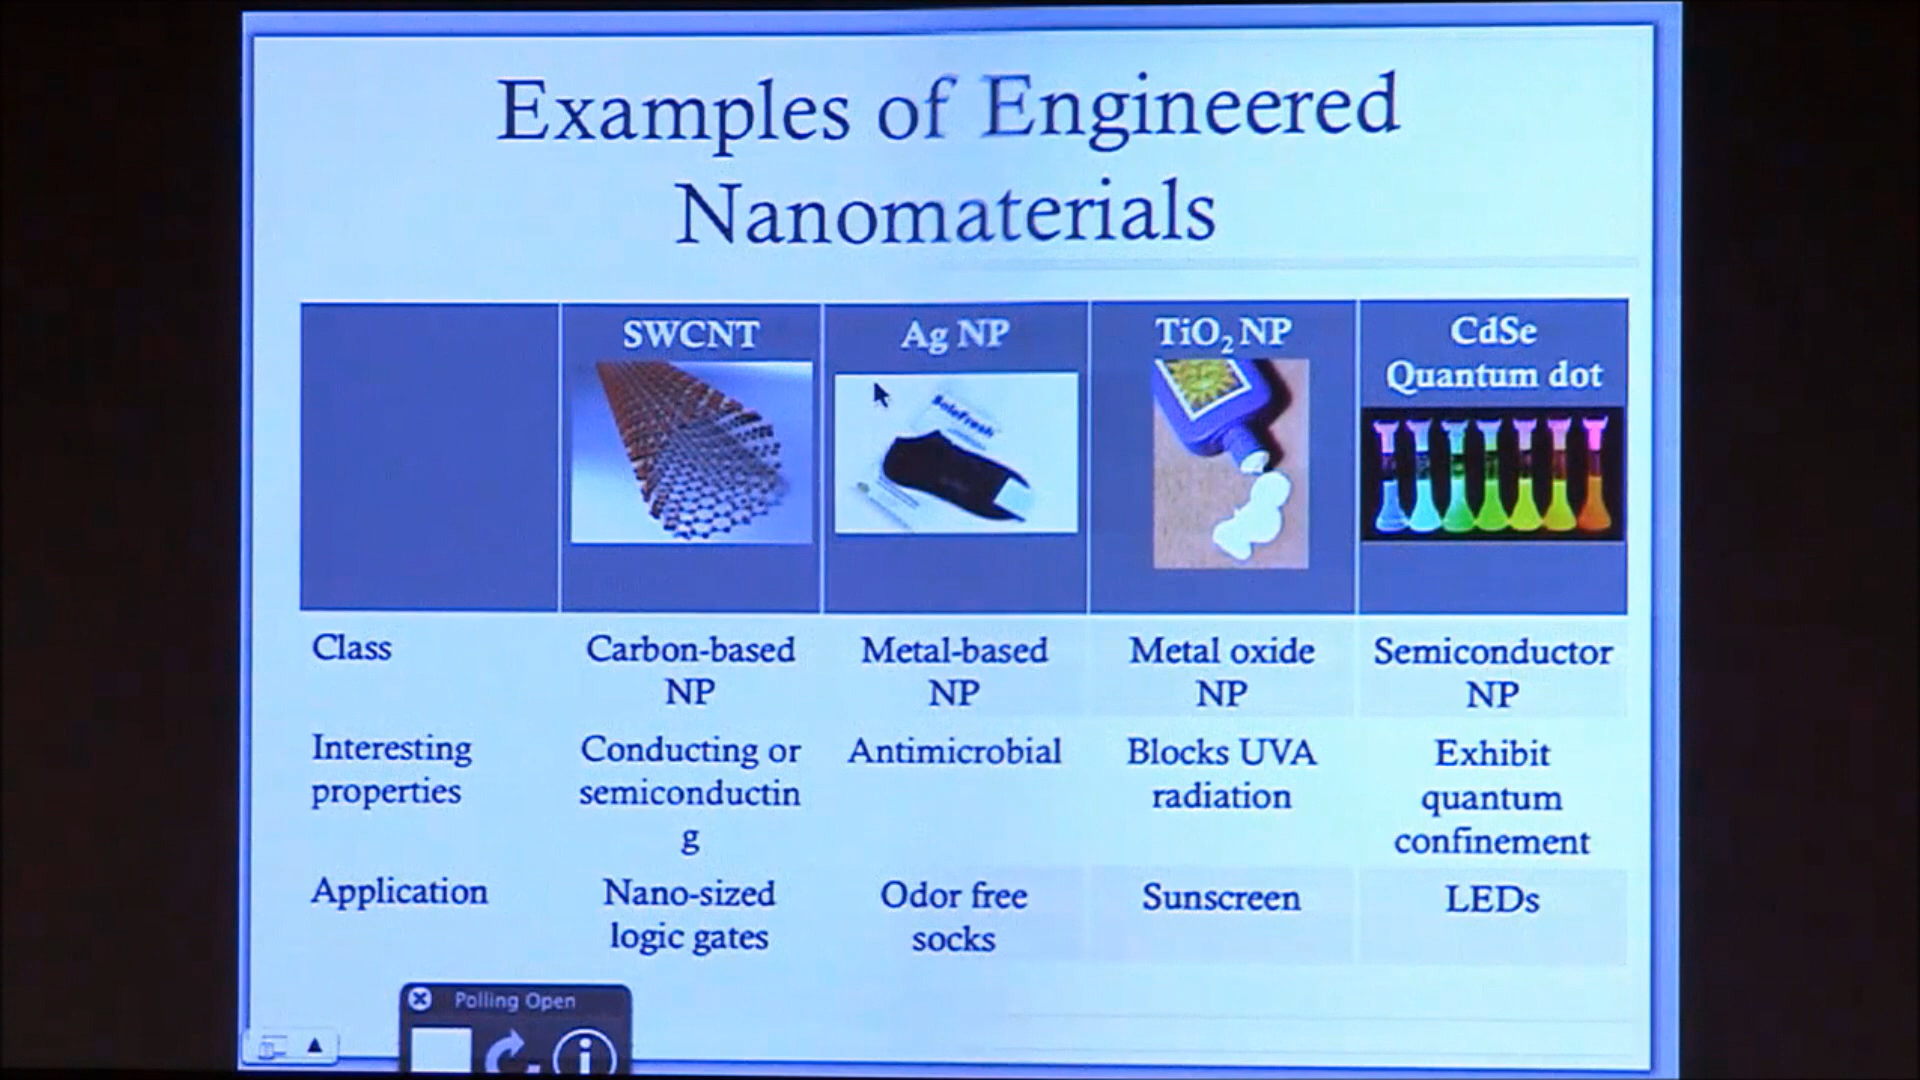 Examples of Engineered
Nanomaterials
SWCNT
Ag NP
TiO₂ NP
CdSe
Quantum dot
SoleFresh
Class
Carbon-based
NP
Metal-based
NP
Metal oxide
NP
Semiconductor
NP
Interesting
properties
Conducting or
semiconductin
g
Antimicrobial
Blocks UVA
radiation
Exhibit
quantum
confinement
Application
Nano-sized
logic gates
Odor free
socks
Sunscreen
LEDs
Polling Open